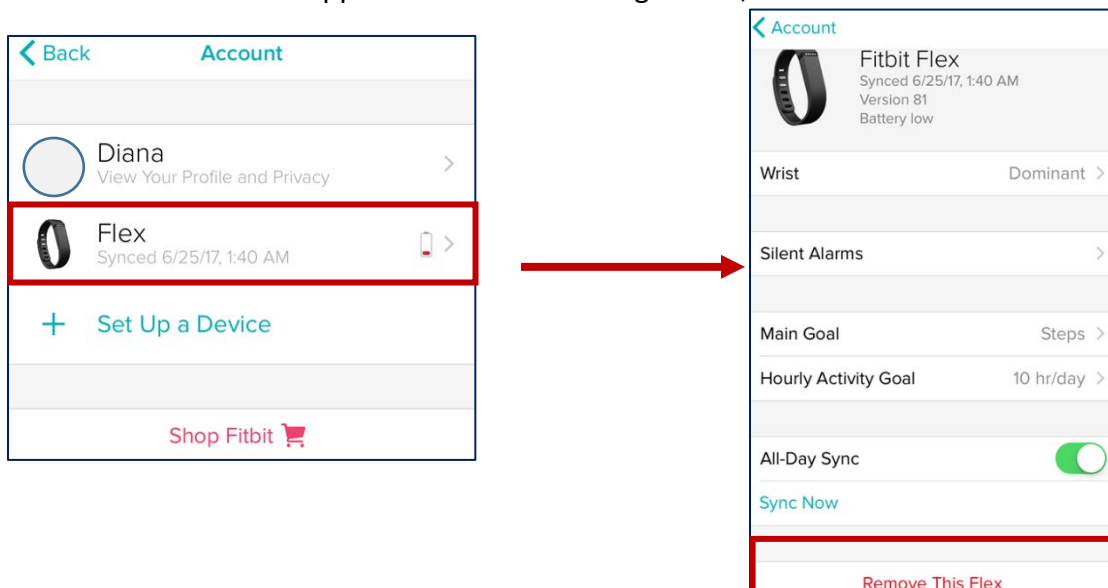 Back Account
Diana
View Your Profile and Privacy
Flex
Synced 6/25/17, 1:40 AM
+ Set Up a Device
Shop Fitbit
Account
Fitbit Flex
Synced 6/25/17, 1:40 AM
Version 81
Battery low
Wrist Dominant
Silent Alarms
Main Goal Steps
Hourly Activity Goal 10 hr/day
All-Day Sync
Sync Now
Remove This Flex